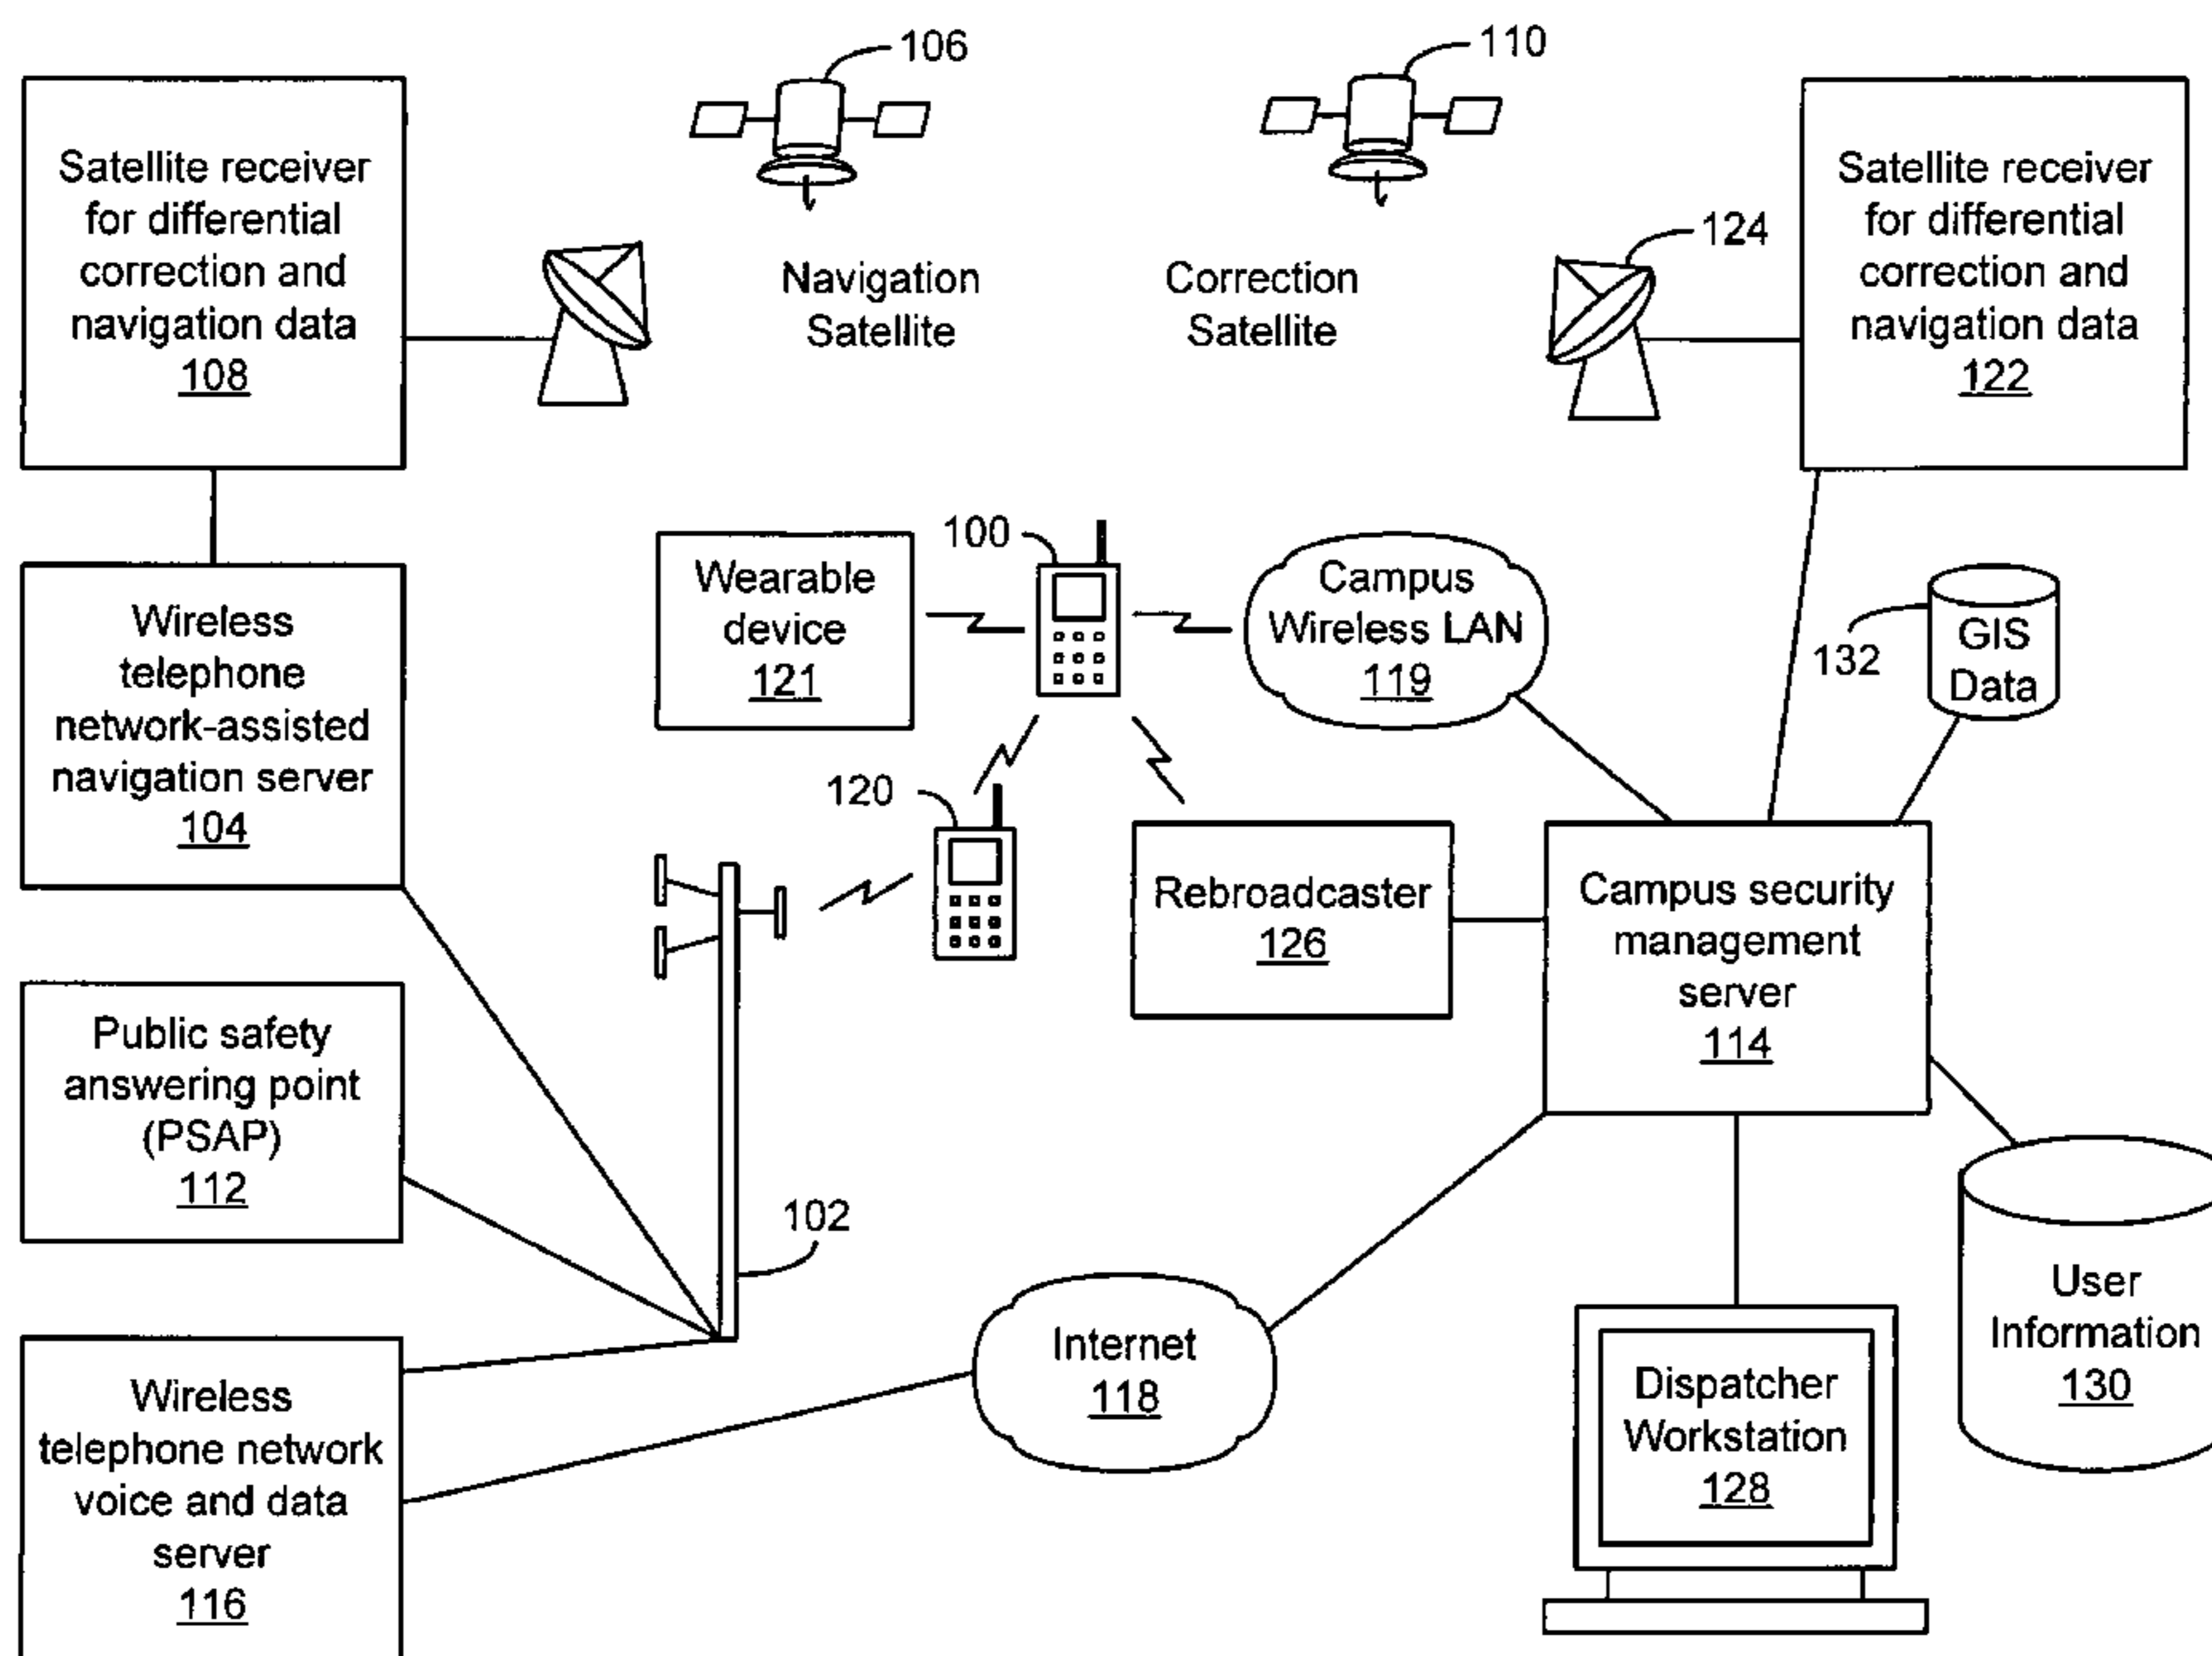 106
110
Satellite receiver
for differential
correction and
navigation data
108
Navigation
Satellite
Correction
Satellite
124
Satellite receiver
for differential
correction and
navigation data
122
Wireless
telephone
network-assisted
navigation server
104
Wearable
device
121
100
Campus
Wireless LAN
119
132
GIS
Data
120
Rebroadcaster
126
Campus security
management
server
114
Public safety
answering point
(PSAP)
112
102
Wireless
telephone network
voice and data
server
116
Internet
118
Dispatcher
Workstation
128
User
Information
130